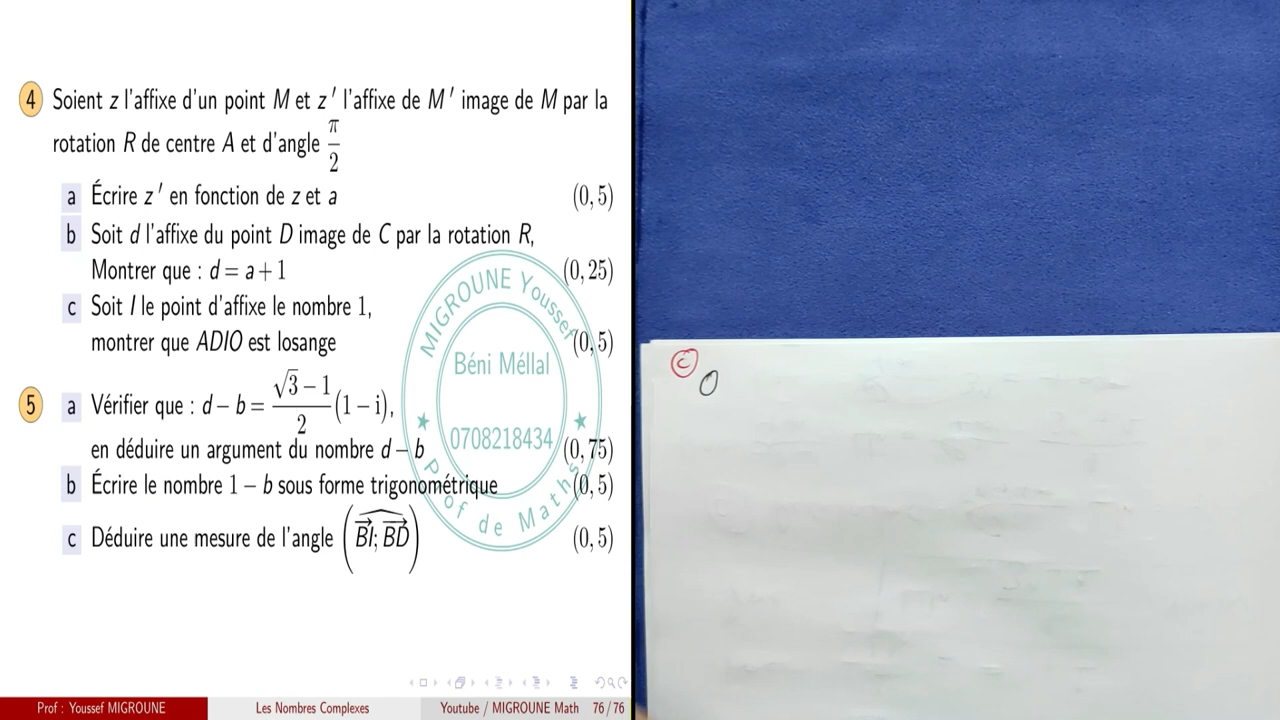 4 Soient z l'affixe d'un point M et z ′ l'affixe de M ′ image de M par la
rotation R de centre A et d'angle π/2
a Écrire z ′ en fonction de z et a (0,5)
b Soit d l'affixe du point D image de C par la rotation R,
Montrer que : d = a + 1 (0,25)
c Soit I le point d'affixe le nombre 1,
montrer que ADIO est losange (0,5)
5 a Vérifier que : d − b = (√3 − 1)/2 (1 − i),
en déduire un argument du nombre d − b (0,75)
b Écrire le nombre 1 − b sous forme trigonométrique (0,5)
c Déduire une mesure de l'angle (BI; BD) (0,5)
MIGROUNE Youssef
Béni Méllal
0708218434
★ Prof de Maths ★
Prof : Youssef MIGROUNE Les Nombres Complexes Youtube / MIGROUNE Math 76/76
C
O